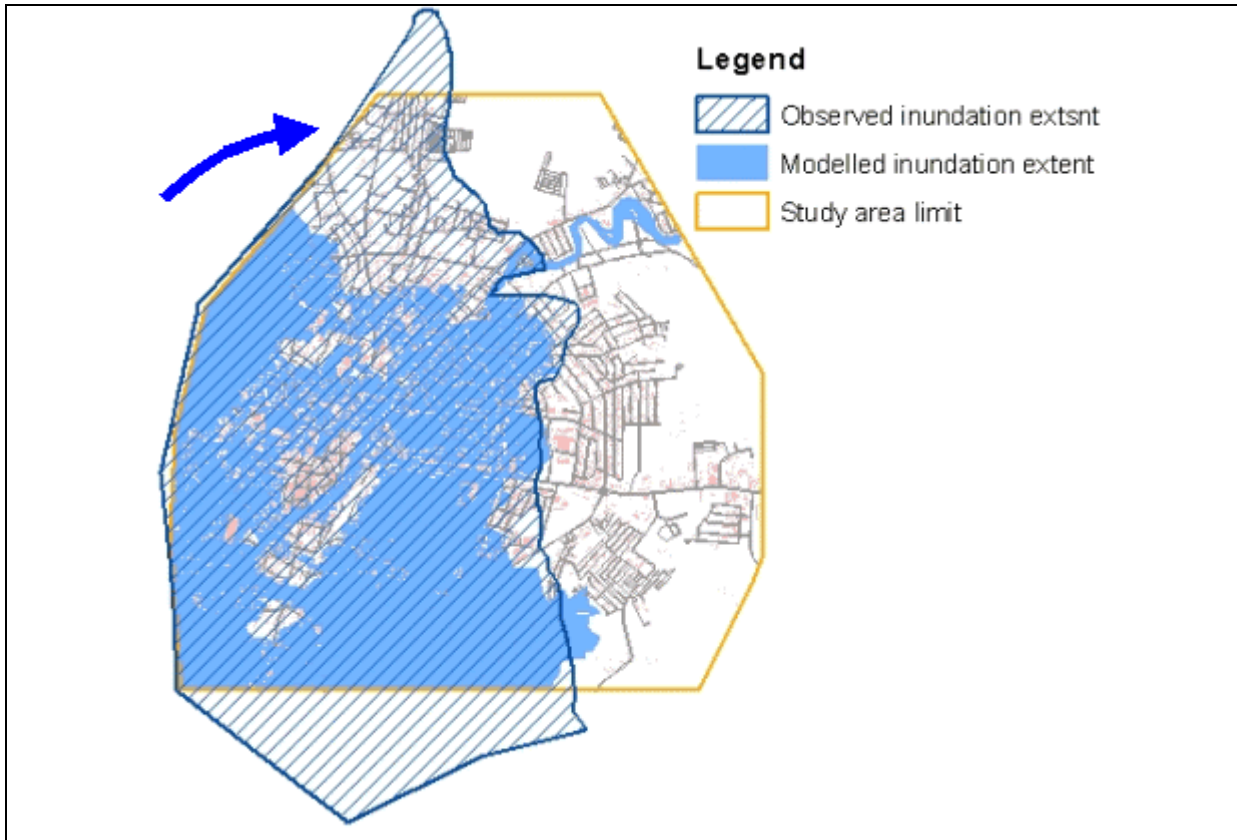 Legend
Observed inundation extsnt
Modelled inundation extent
Study area limit